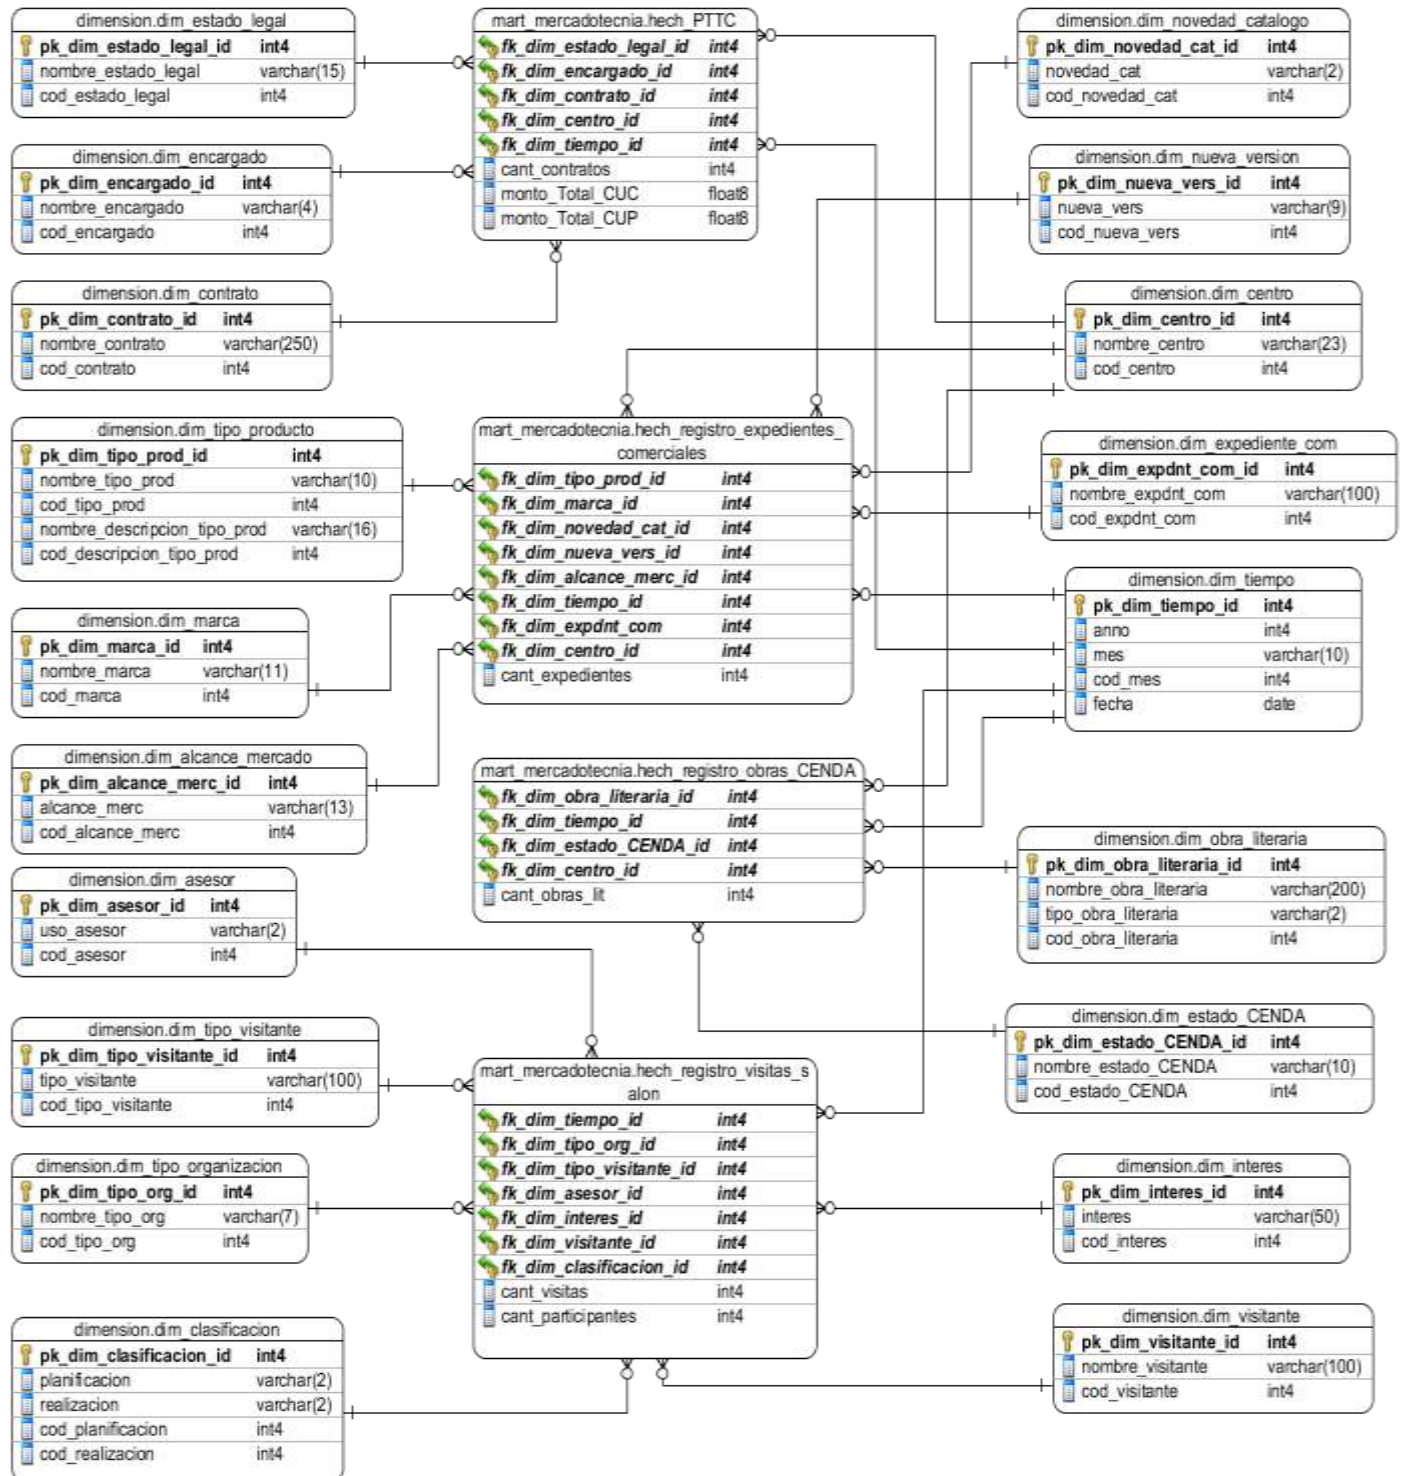 dimension.dim_estado_legal
pk_dim_estado_legal_id int4
nombre_estado_legal varchar(15)
cod_estado_legal int4
dimension.dim_encargado
pk_dim_encargado_id int4
nombre_encargado varchar(4)
cod_encargado int4
dimension.dim_contrato
pk_dim_contrato_id int4
nombre_contrato varchar(250)
cod_contrato int4
dimension.dim_tipo_producto
pk_dim_tipo_prod_id int4
nombre_tipo_prod varchar(10)
cod_tipo_prod int4
nombre_descripcion_tipo_prod varchar(16)
cod_descripcion_tipo_prod int4
dimension.dim_marca
pk_dim_marca_id int4
nombre_marca varchar(11)
cod_marca int4
dimension.dim_alcance_mercado
pk_dim_alcance_merc_id int4
alcance_merc varchar(13)
cod_alcance_merc int4
dimension.dim_asesor
pk_dim_asesor_id int4
uso_asesor varchar(2)
cod_asesor int4
dimension.dim_tipo_visitante
pk_dim_tipo_visitante_id int4
tipo_visitante varchar(100)
cod_tipo_visitante int4
dimension.dim_tipo_organizacion
pk_dim_tipo_org_id int4
nombre_tipo_org varchar(7)
cod_tipo_org int4
dimension.dim_clasificacion
pk_dim_clasificacion_id int4
planificacion varchar(2)
realizacion varchar(2)
cod_planificacion int4
cod_realizacion int4
mart_mercadotecnia.hech_PTTC
fk_dim_estado_legal_id int4
fk_dim_encargado_id int4
fk_dim_contrato_id int4
fk_dim_centro_id int4
fk_dim_tiempo_id int4
cant_contratos int4
monto_Total_CUC float8
monto_Total_CUP float8
mart_mercadotecnia.hech_registro_expedientes_
comerciales
fk_dim_tipo_prod_id int4
fk_dim_marca_id int4
fk_dim_novedad_cat_id int4
fk_dim_nueva_vers_id int4
fk_dim_alcance_merc_id int4
fk_dim_tiempo_id int4
fk_dim_expdnt_com int4
fk_dim_centro_id int4
cant_expedientes int4
mart_mercadotecnia.hech_registro_obras_CENDA
fk_dim_obra_literaria_id int4
fk_dim_tiempo_id int4
fk_dim_estado_CENDA_id int4
fk_dim_centro_id int4
cant_obras_lit int4
mart_mercadotecnia.hech_registro_visitas_s
alon
fk_dim_tiempo_id int4
fk_dim_tipo_org_id int4
fk_dim_tipo_visitante_id int4
fk_dim_asesor_id int4
fk_dim_interes_id int4
fk_dim_visitante_id int4
fk_dim_clasificacion_id int4
cant_visitas int4
cant_participantes int4
dimension.dim_novedad_catalogo
pk_dim_novedad_cat_id int4
novedad_cat varchar(2)
cod_novedad_cat int4
dimension.dim_nueva_version
pk_dim_nueva_vers_id int4
nueva_vers varchar(9)
cod_nueva_vers int4
dimension.dim_centro
pk_dim_centro_id int4
nombre_centro varchar(23)
cod_centro int4
dimension.dim_expediente_com
pk_dim_expdnt_com_id int4
nombre_expdnt_com varchar(100)
cod_expdnt_com int4
dimension.dim_tiempo
pk_dim_tiempo_id int4
anno int4
mes varchar(10)
cod_mes int4
fecha date
dimension.dim_obra_literaria
pk_dim_obra_literaria_id int4
nombre_obra_literaria varchar(200)
tipo_obra_literaria varchar(2)
cod_obra_literaria int4
dimension.dim_estado_CENDA
pk_dim_estado_CENDA_id int4
nombre_estado_CENDA varchar(10)
cod_estado_CENDA int4
dimension.dim_interes
pk_dim_interes_id int4
interes varchar(50)
cod_interes int4
dimension.dim_visitante
pk_dim_visitante_id int4
nombre_visitante varchar(100)
cod_visitante int4